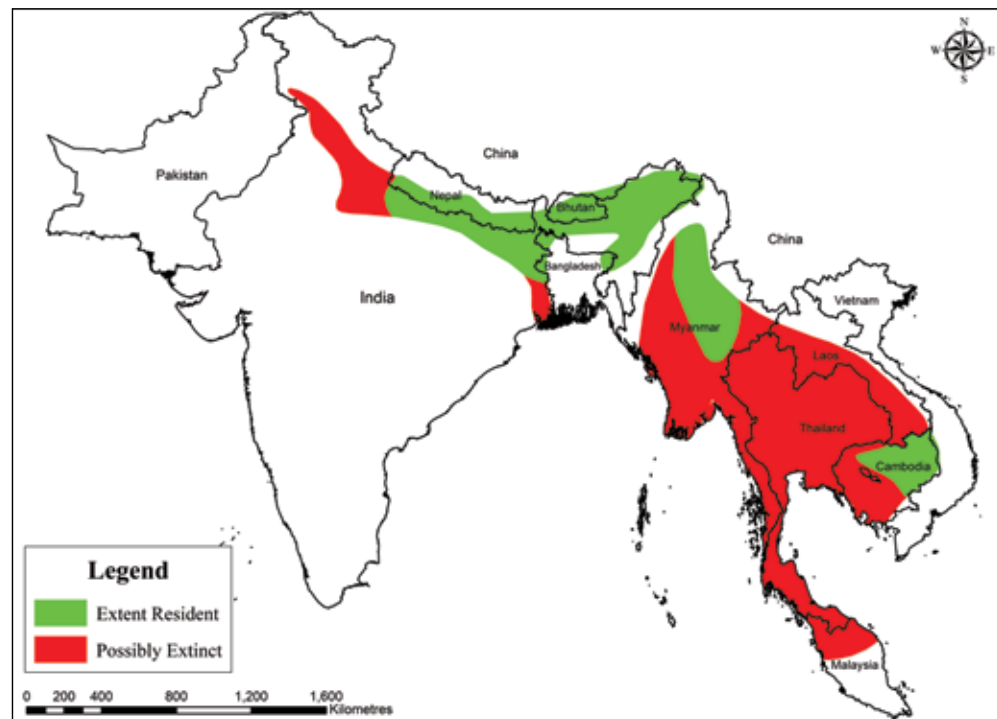 N
W E
S
China
Pakistan
Nepal
Bhutan
China
Bangladesh
India
Vietnam
Myanmar
Laos
Thailand
Cambodia
Malaysia
Legend
Extent Resident
Possibly Extinct
0 200 400 800 1,200 1,600
Kilometres